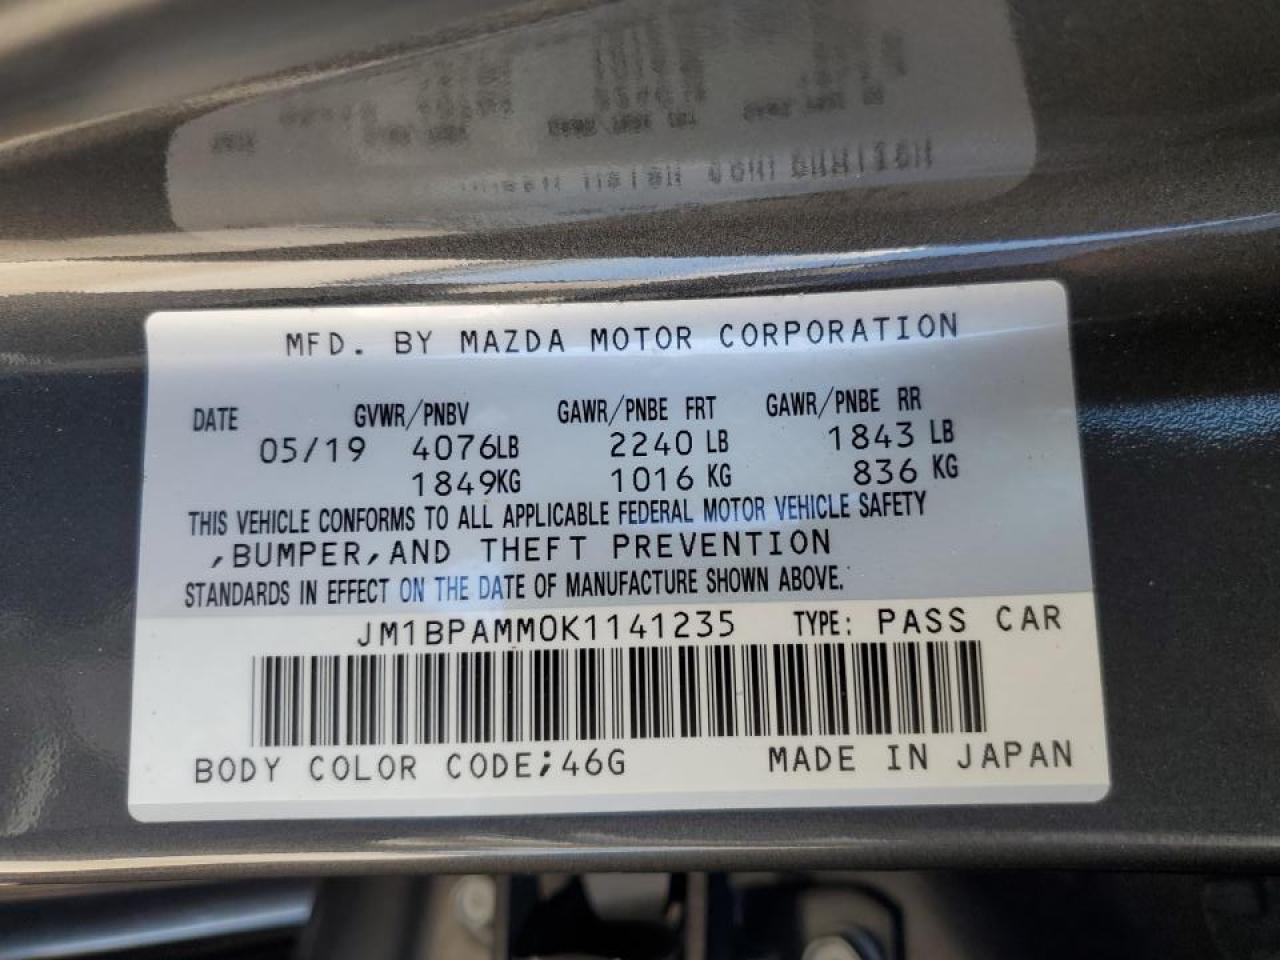 MFD. BY MAZDA MOTOR CORPORATION
DATE GVWR/PNBV GAWR/PNBE FRT GAWR/PNBE RR
05/19 4076LB 2240 LB 1843 LB
1849KG 1016 KG 836 KG
THIS VEHICLE CONFORMS TO ALL APPLICABLE FEDERAL MOTOR VEHICLE SAFETY
,BUMPER,AND THEFT PREVENTION
STANDARDS IN EFFECT ON THE DATE OF MANUFACTURE SHOWN ABOVE.
JM1BPAMM0K1141235 TYPE: PASS CAR
BODY COLOR CODE;46G MADE IN JAPAN